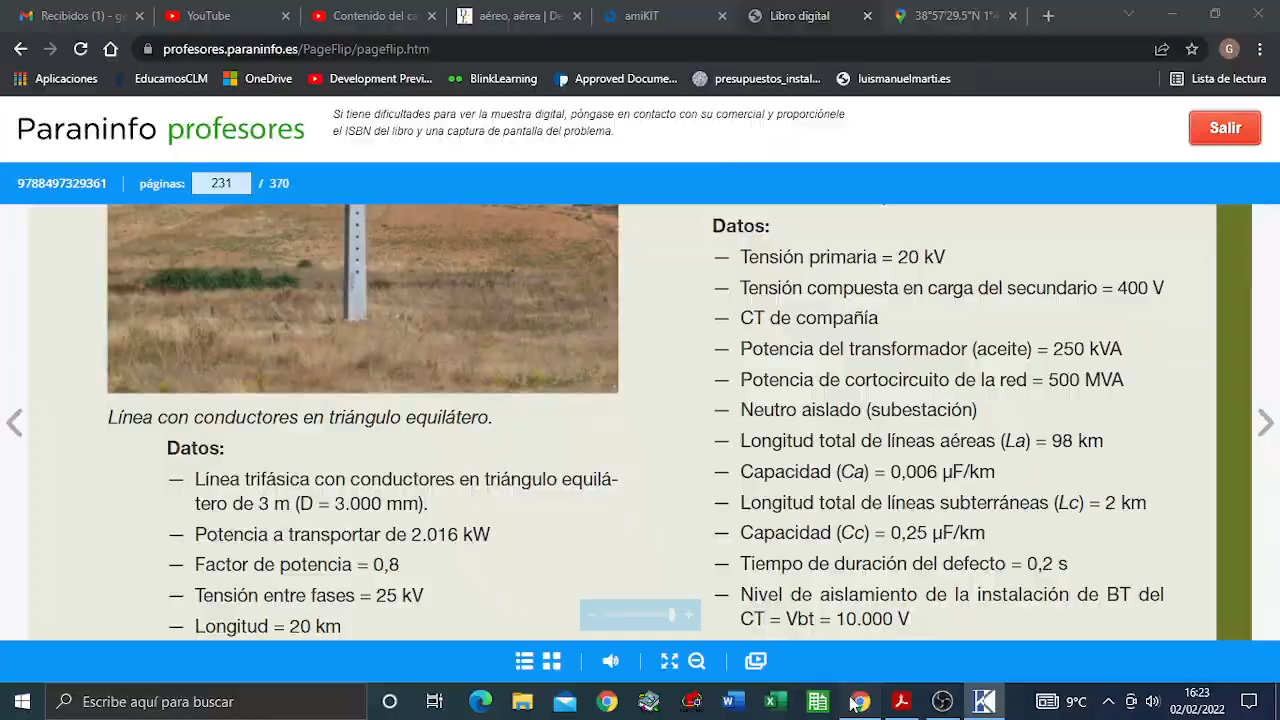 Recibidos (1) - ge
YouTube
Contenido del ca
aéreo, aérea | De
amiKIT
Libro digital
38°57'29.5"N 1°4
profesores.paraninfo.es/PageFlip/pageflip.htm
G
Aplicaciones
EducamosCLM
OneDrive
Development Previ...
BlinkLearning
Approved Docume...
presupuestos_instal...
luismanuelmarti.es
Lista de lectura
Paraninfo profesores
Si tiene dificultades para ver la muestra digital, póngase en contacto con su comercial y proporciónele
el ISBN del libro y una captura de pantalla del problema.
Salir
9788497329361
páginas: 231 / 370
Línea con conductores en triángulo equilátero.
Datos:
— Línea trifásica con conductores en triángulo equilá-
tero de 3 m (D = 3.000 mm).
— Potencia a transportar de 2.016 kW
— Factor de potencia = 0,8
— Tensión entre fases = 25 kV
— Longitud = 20 km
Datos:
— Tensión primaria = 20 kV
— Tensión compuesta en carga del secundario = 400 V
— CT de compañía
— Potencia del transformador (aceite) = 250 kVA
— Potencia de cortocircuito de la red = 500 MVA
— Neutro aislado (subestación)
— Longitud total de líneas aéreas (La) = 98 km
— Capacidad (Ca) = 0,006 µF/km
— Longitud total de líneas subterráneas (Lc) = 2 km
— Capacidad (Cc) = 0,25 µF/km
— Tiempo de duración del defecto = 0,2 s
— Nivel de aislamiento de la instalación de BT del
CT = Vbt = 10.000 V
Escribe aquí para buscar
9°C
16:23
02/02/2022